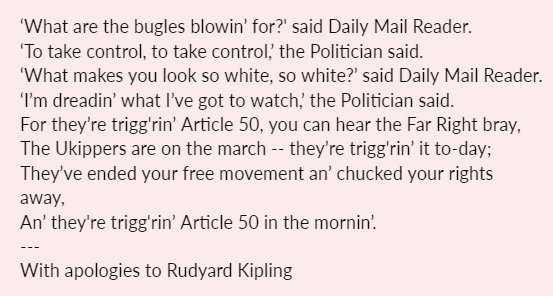 ‘What are the bugles blowin’ for?' said Daily Mail Reader.
‘To take control, to take control,’ the Politician said.
‘What makes you look so white, so white?’ said Daily Mail Reader.
‘I’m dreadin’ what I’ve got to watch,’ the Politician said.
For they’re trigg'rin’ Article 50, you can hear the Far Right bray,
The Ukippers are on the march -- they’re trigg'rin’ it to-day;
They’ve ended your free movement an’ chucked your rights
away,
An’ they're trigg'rin’ Article 50 in the mornin’.
---
With apologies to Rudyard Kipling